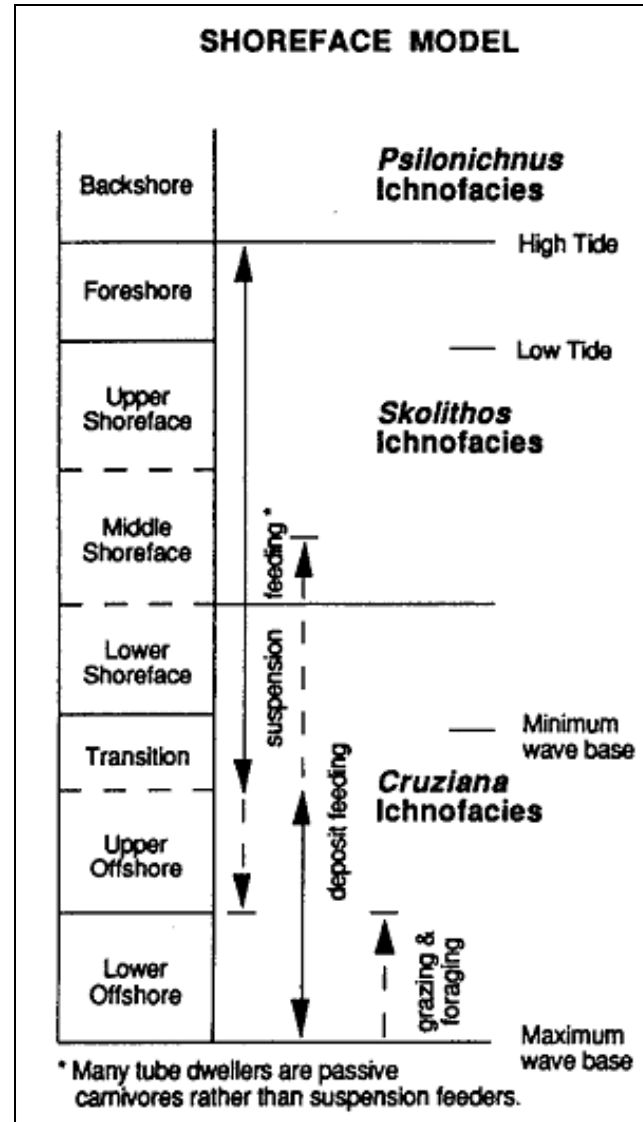 SHOREFACE MODEL
Backshore
Psilonichnus
Ichnofacies
High Tide
Foreshore
Low Tide
Upper
Shoreface
Skolithos
Ichnofacies
Middle
Shoreface
suspension feeding *
Lower
Shoreface
Minimum
wave base
Transition
Cruziana
Ichnofacies
deposit feeding
Upper
Offshore
Lower
Offshore
grazing &
foraging
Maximum
wave base
* Many tube dwellers are passive
carnivores rather than suspension feeders.